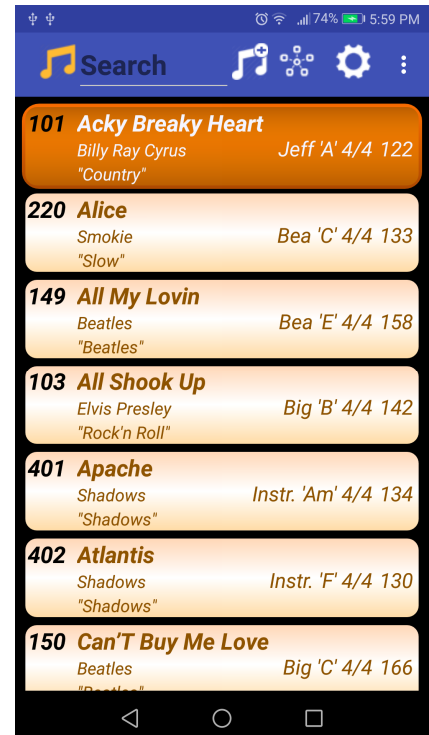 74% 5:59 PM
Search
101 Acky Breaky Heart
Billy Ray Cyrus Jeff 'A' 4/4 122
"Country"
220 Alice
Smokie Bea 'C' 4/4 133
"Slow"
149 All My Lovin
Beatles Bea 'E' 4/4 158
"Beatles"
103 All Shook Up
Elvis Presley Big 'B' 4/4 142
"Rock'n Roll"
401 Apache
Shadows Instr. 'Am' 4/4 134
"Shadows"
402 Atlantis
Shadows Instr. 'F' 4/4 130
"Shadows"
150 Can'T Buy Me Love
Beatles Big 'C' 4/4 166
"Beatles"